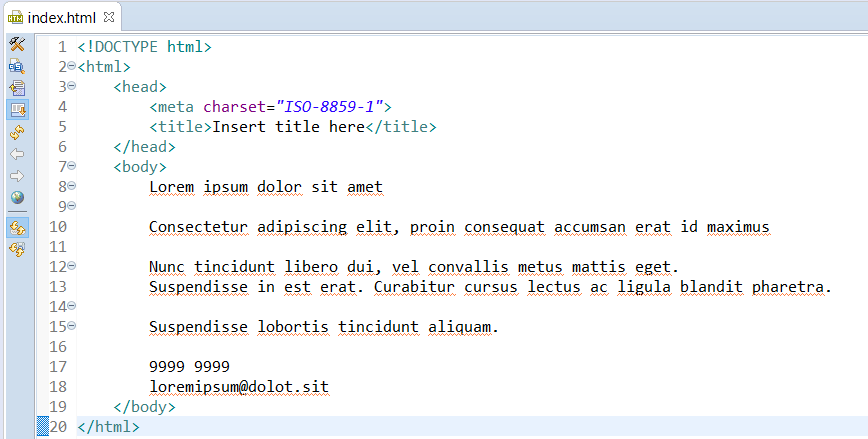 index.html
1 <!DOCTYPE html>
2 <html>
3 <head>
4 <meta charset="ISO-8859-1">
5 <title>Insert title here</title>
6 </head>
7 <body>
8 Lorem ipsum dolor sit amet
9
10 Consectetur adipiscing elit, proin consequat accumsan erat id maximus
11
12 Nunc tincidunt libero dui, vel convallis metus mattis eget.
13 Suspendisse in est erat. Curabitur cursus lectus ac ligula blandit pharetra.
14
15 Suspendisse lobortis tincidunt aliquam.
16
17 9999 9999
18 loremipsum@dolot.sit
19 </body>
20 </html>